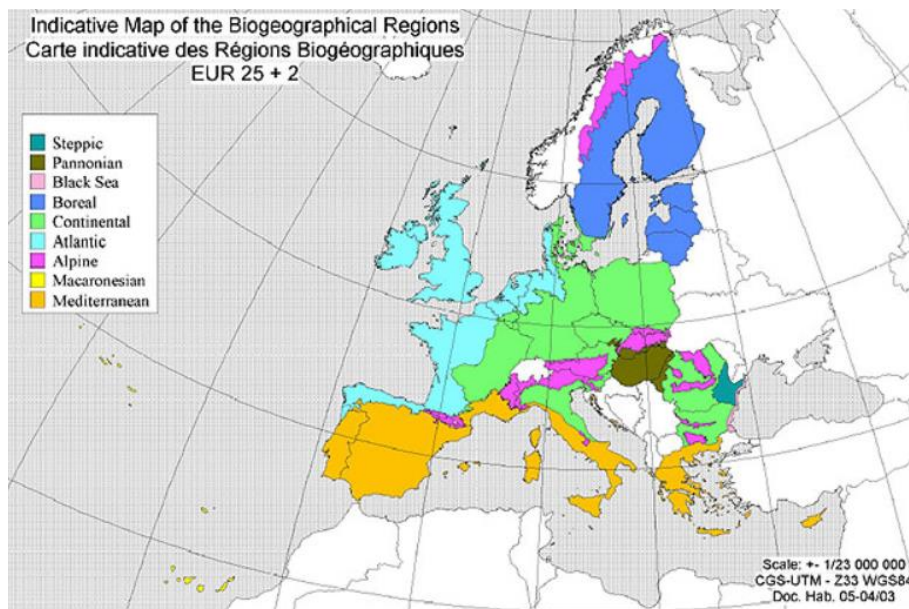 Indicative Map of the Biogeographical Regions
Carte indicative des Régions Biogéographiques
EUR 25 + 2
Steppic
Pannonian
Black Sea
Boreal
Continental
Atlantic
Alpine
Macaronesian
Mediterranean
Scale: +- 1/23 000 000
CGS-UTM - Z33 WGS84
Doc. Hab. 05-04/03